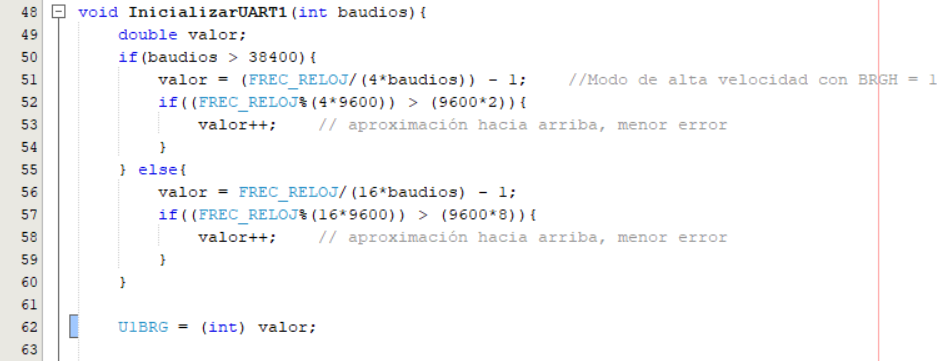 48 void InicializarUART1(int baudios){
49     double valor;
50     if(baudios > 38400){
51         valor = (FREC_RELOJ/(4*baudios)) - 1;    //Modo de alta velocidad con BRGH = 1
52         if((FREC_RELOJ%(4*9600)) > (9600*2)){
53             valor++;    // aproximación hacia arriba, menor error
54         }
55     } else{
56         valor = FREC_RELOJ/(16*baudios) - 1;
57         if((FREC_RELOJ%(16*9600)) > (9600*8)){
58             valor++;    // aproximación hacia arriba, menor error
59         }
60     }
61
62     U1BRG = (int) valor;
63